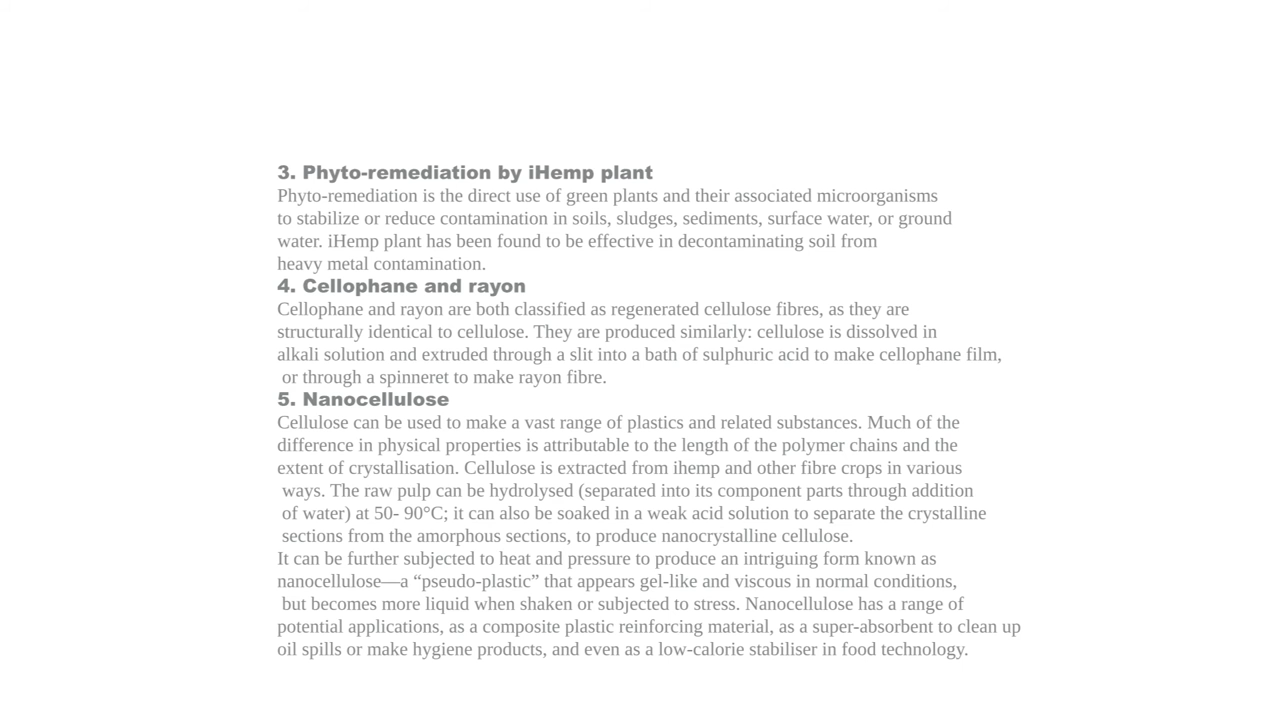 3. Phyto-remediation by iHemp plant
Phyto-remediation is the direct use of green plants and their associated microorganisms
to stabilize or reduce contamination in soils, sludges, sediments, surface water, or ground
water. iHemp plant has been found to be effective in decontaminating soil from
heavy metal contamination.
4. Cellophane and rayon
Cellophane and rayon are both classified as regenerated cellulose fibres, as they are
structurally identical to cellulose. They are produced similarly: cellulose is dissolved in
alkali solution and extruded through a slit into a bath of sulphuric acid to make cellophane film,
or through a spinneret to make rayon fibre.
5. Nanocellulose
Cellulose can be used to make a vast range of plastics and related substances. Much of the
difference in physical properties is attributable to the length of the polymer chains and the
extent of crystallisation. Cellulose is extracted from ihemp and other fibre crops in various
ways. The raw pulp can be hydrolysed (separated into its component parts through addition
of water) at 50- 90°C; it can also be soaked in a weak acid solution to separate the crystalline
sections from the amorphous sections, to produce nanocrystalline cellulose.
It can be further subjected to heat and pressure to produce an intriguing form known as
nanocellulose—a “pseudo-plastic” that appears gel-like and viscous in normal conditions,
but becomes more liquid when shaken or subjected to stress. Nanocellulose has a range of
potential applications, as a composite plastic reinforcing material, as a super-absorbent to clean up
oil spills or make hygiene products, and even as a low-calorie stabiliser in food technology.